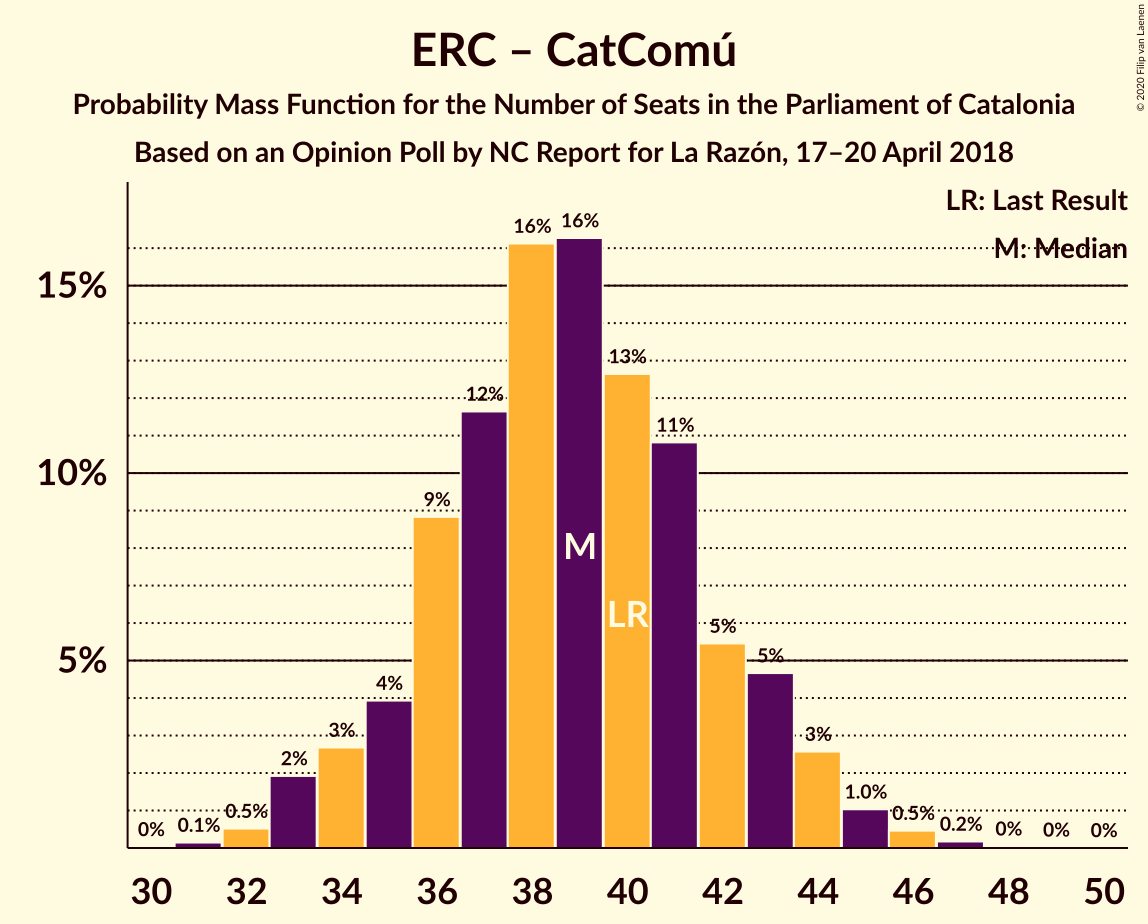 ERC – CatComú
Probability Mass Function for the Number of Seats in the Parliament of Catalonia
Based on an Opinion Poll by NC Report for La Razón, 17–20 April 2018
© 2020 Filip van Laenen
LR: Last Result
M: Median
15%
10%
5%
0%
0.1%
0.5%
2%
3%
4%
9%
12%
16%
16%
13%
11%
5%
5%
3%
1.0%
0.5%
0.2%
0%
0%
0%
M
LR
30 32 34 36 38 40 42 44 46 48 50